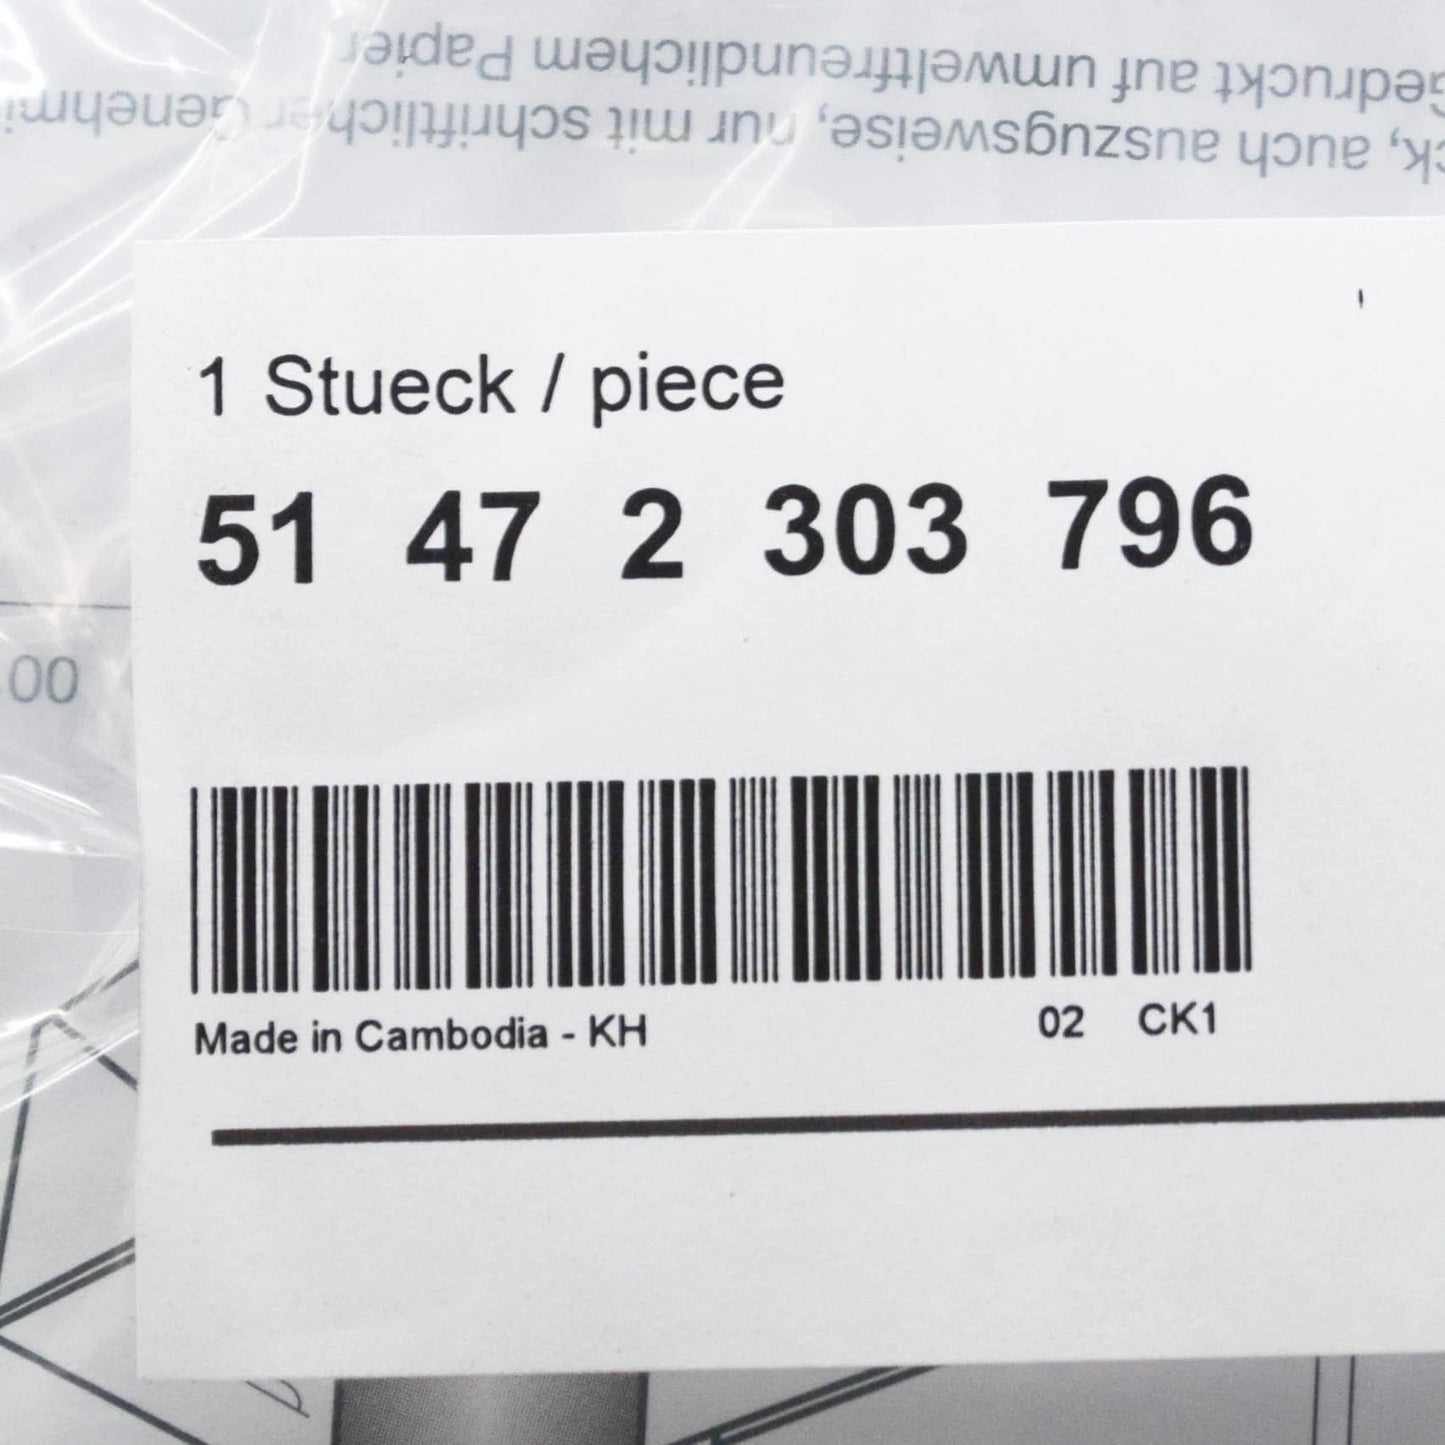 Gedruckt auf umweltfreundlichem Papier
auch auszugsweise, nur mit schriftlicher
1 Stueck / piece
51 47 2 303 796
00
Made in Cambodia - KH 02 CK1